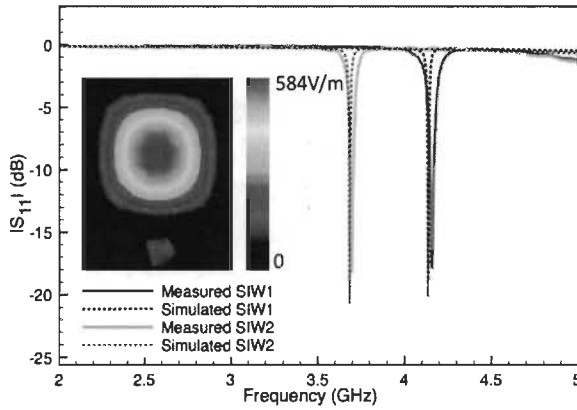 0
-5
-10
-15
-20
-25
|S11| (dB)
584V/m
0
Measured SIW1
Simulated SIW1
Measured SIW2
Simulated SIW2
2 2.5 3 3.5 4 4.5 5
Frequency (GHz)